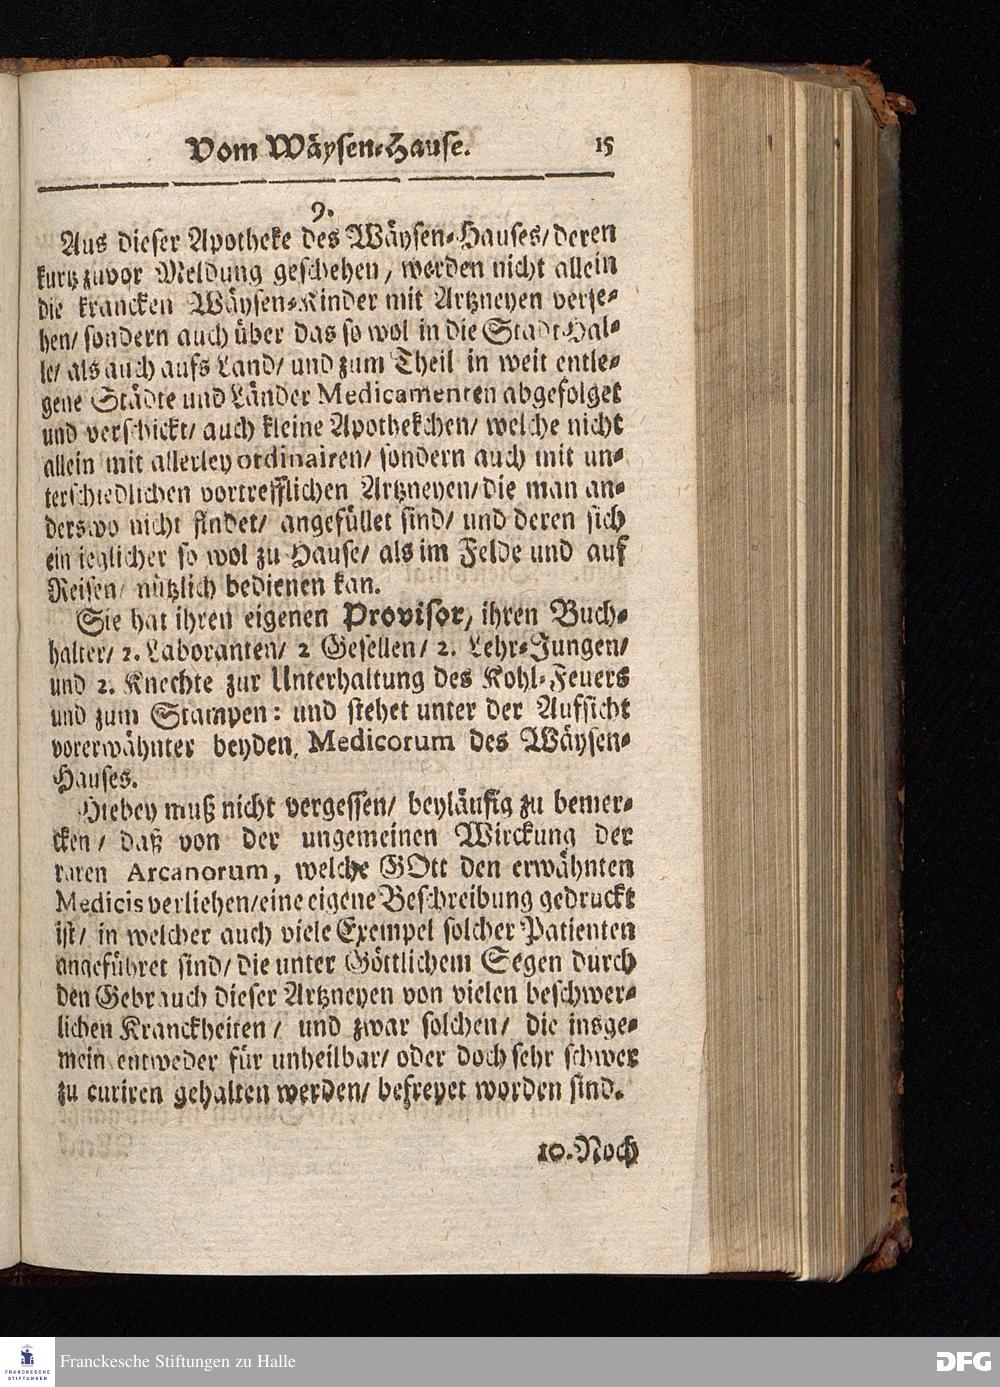 Vom Wäysen-Hause. 15
9.
Aus dieser Apotheke des Wäysen-Hauses/ deren
kurtz zuvor Meldung geschehen/ werden nicht allein
die krancken Wäysen-Kinder mit Artzneyen verse-
hen/ sondern auch über das so wol in die Stadt Hal-
le/ als auch aufs Land/ und zum Theil in weit entle-
gene Städte und Länder Medicamenten abgefolget
und verschickt/ auch kleine Apothekchen/ welche nicht
allein mit allerley ordinairen/ sondern auch mit un-
terschiedlichen vortrefflichen Artzneyen/ die man an-
derswo nicht findet/ angefüllet sind/ und deren sich
ein ieglicher so wol zu Hause/ als im Felde und auf
Reisen/ nützlich bedienen kan.
Sie hat ihren eigenen Provisor, ihren Buch-
halter/ 2. Laboranten/ 2 Gesellen/ 2. Lehr-Jungen/
und 2. Knechte zur Unterhaltung des Kohl-Feuers
und zum Stampen: und stehet unter der Aufsicht
vorerwähnter beyden Medicorum des Wäysen-
Hauses.
Hiebey muß nicht vergessen/ beyläufig zu bemer-
cken/ daß von der ungemeinen Wirckung der
raren Arcanorum, welche GOtt den erwähnten
Medicis verliehen/ eine eigene Beschreibung gedruckt
ist/ in welcher auch viele Exempel solcher Patienten
angeführet sind/ die unter Göttlichem Segen durch
den Gebrauch dieser Artzneyen von vielen beschwer-
lichen Kranckheiten/ und zwar solchen/ die insge-
mein entweder für unheilbar/ oder doch sehr schwer
zu curiren gehalten werden/ befreyet worden sind.
10. Noch
FRANCKESCHE
STIFTUNGEN
Franckesche Stiftungen zu Halle
DFG